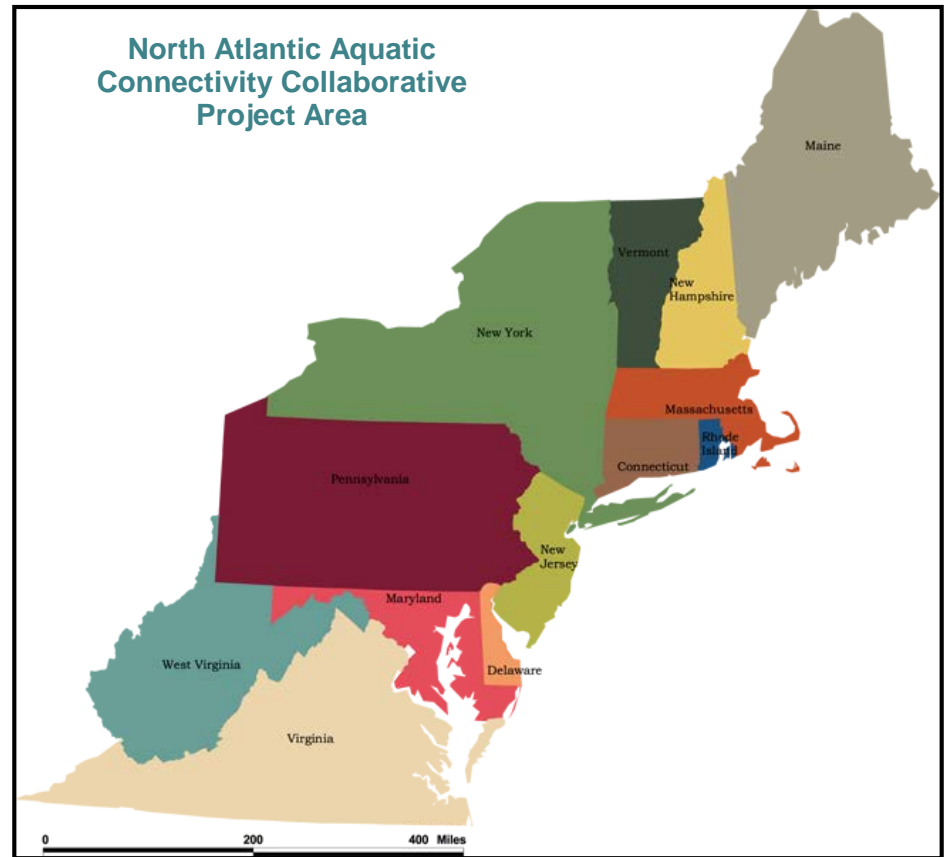 North Atlantic Aquatic
Connectivity Collaborative
Project Area
Maine
Vermont
New
Hampshire
New York
Massachusetts
Rhode
Island
Connecticut
Pennsylvania
New
Jersey
Maryland
West Virginia
Delaware
Virginia
0 200 400 Miles